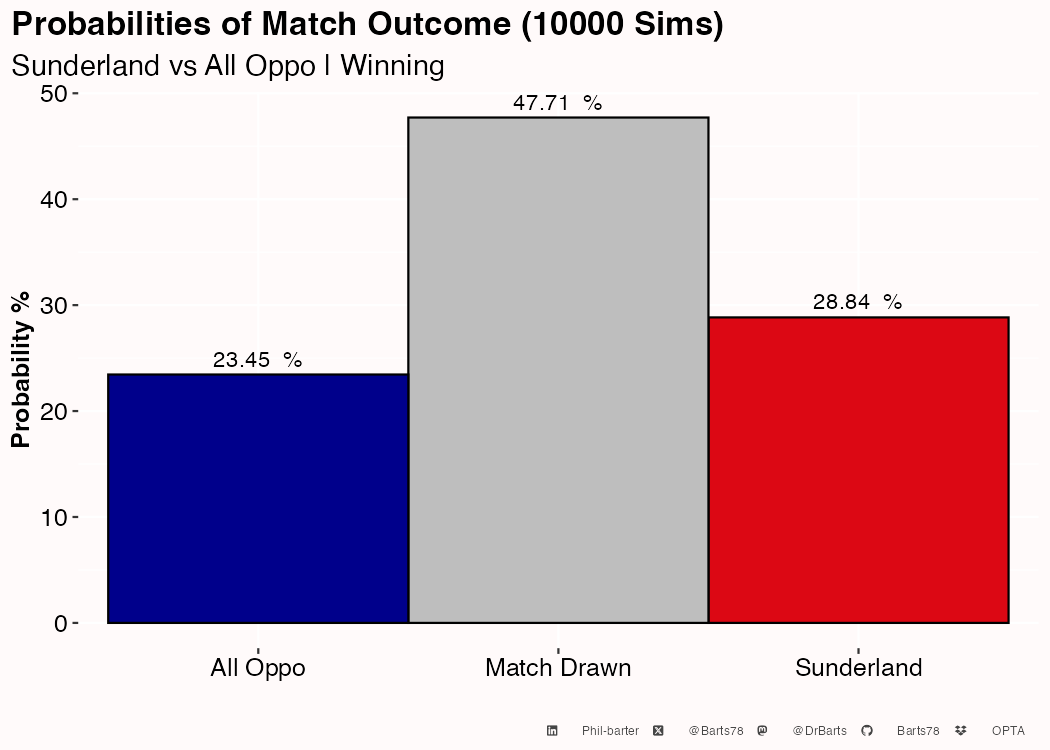 Probabilities of Match Outcome (10000 Sims)
Sunderland vs All Oppo | Winning
Probability %
50
40
30
20
10
0
23.45 %
47.71 %
28.84 %
All Oppo
Match Drawn
Sunderland
Phil-barter @Barts78 @DrBarts Barts78 OPTA